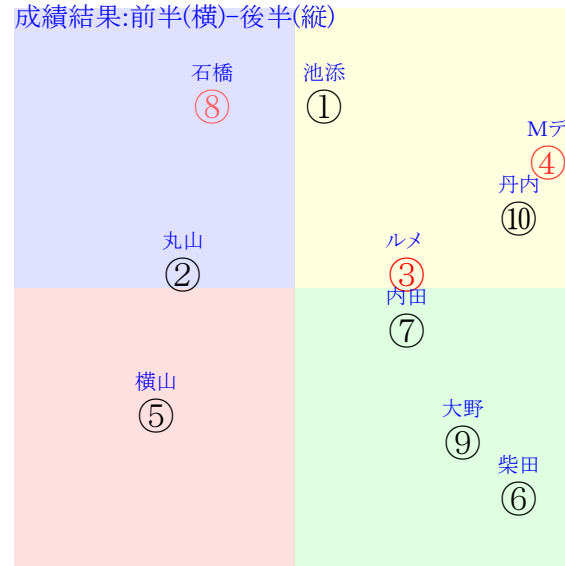 成績結果:前半(横)-後半(縦)
石橋
⑧
池添
①
Mデ
④
丹内
⑩
丸山
②
ルメ
③
内田
⑦
横山
⑤
大野
⑨
柴田
⑥